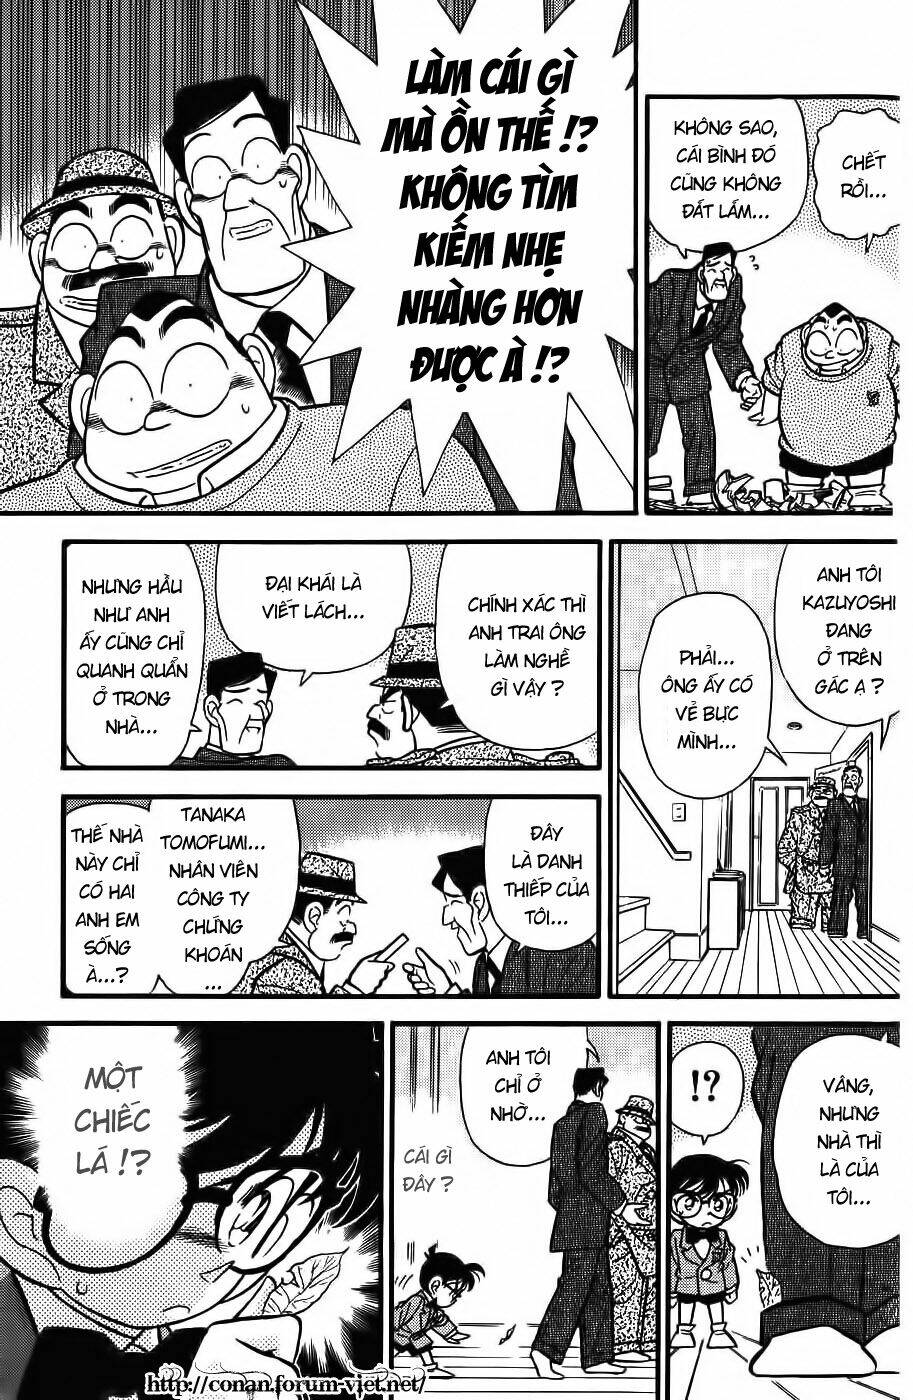 KHÔNG SAO,
CÁI BÌNH ĐÓ
CŨNG KHÔNG
ĐẮT LẮM...
CHẾT
RỒI...
LÀM CÁI GÌ
MÀ ỒN THẾ !?
KHÔNG TÌM
KIẾM NHẸ
NHÀNG HƠN
ĐƯỢC À !?
ANH TÔI
KAZUYOSHI
ĐANG
Ở TRÊN
GÁC Ạ ?
PHẢI...
ÔNG ẤY CÓ
VẺ BỰC
MÌNH...
CHÍNH XÁC THÌ
ANH TRAI ÔNG
LÀM NGHỀ
GÌ VẬY ?
ĐẠI KHÁI LÀ
VIẾT LÁCH...
NHƯNG HẦU
NHƯ ANH
ẤY CŨNG CHỈ
QUANH QUẨN
Ở TRONG
NHÀ...
ĐÂY
LÀ DANH
THIẾP CỦA
TÔI...
TANAKA
TOMOFUMI...
NHÂN VIÊN
CÔNG TY
CHỨNG
KHOÁN
...
THẾ NHÀ
NÀY CHỈ
CÓ HAI
ANH EM
SỐNG
À...?
VÂNG,
NHƯNG
NHÀ THÌ
LÀ CỦA
TÔI...
!?
ANH TÔI
CHỈ Ở
NHỜ...
CÁI GÌ
ĐÂY ?
MỘT
CHIẾC
LÁ !?
http://conan.forum-viet.net/